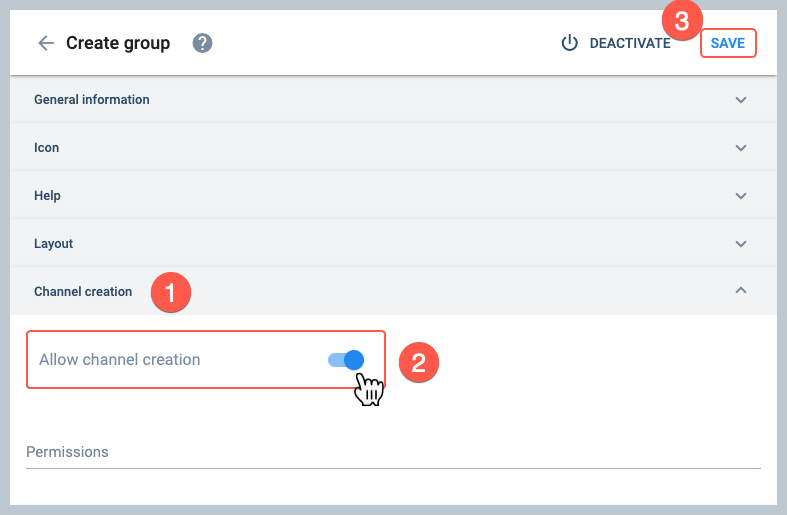 Create group ?
DEACTIVATE
3
SAVE
General information
Icon
Help
Layout
Channel creation 1
Allow channel creation
2
Permissions